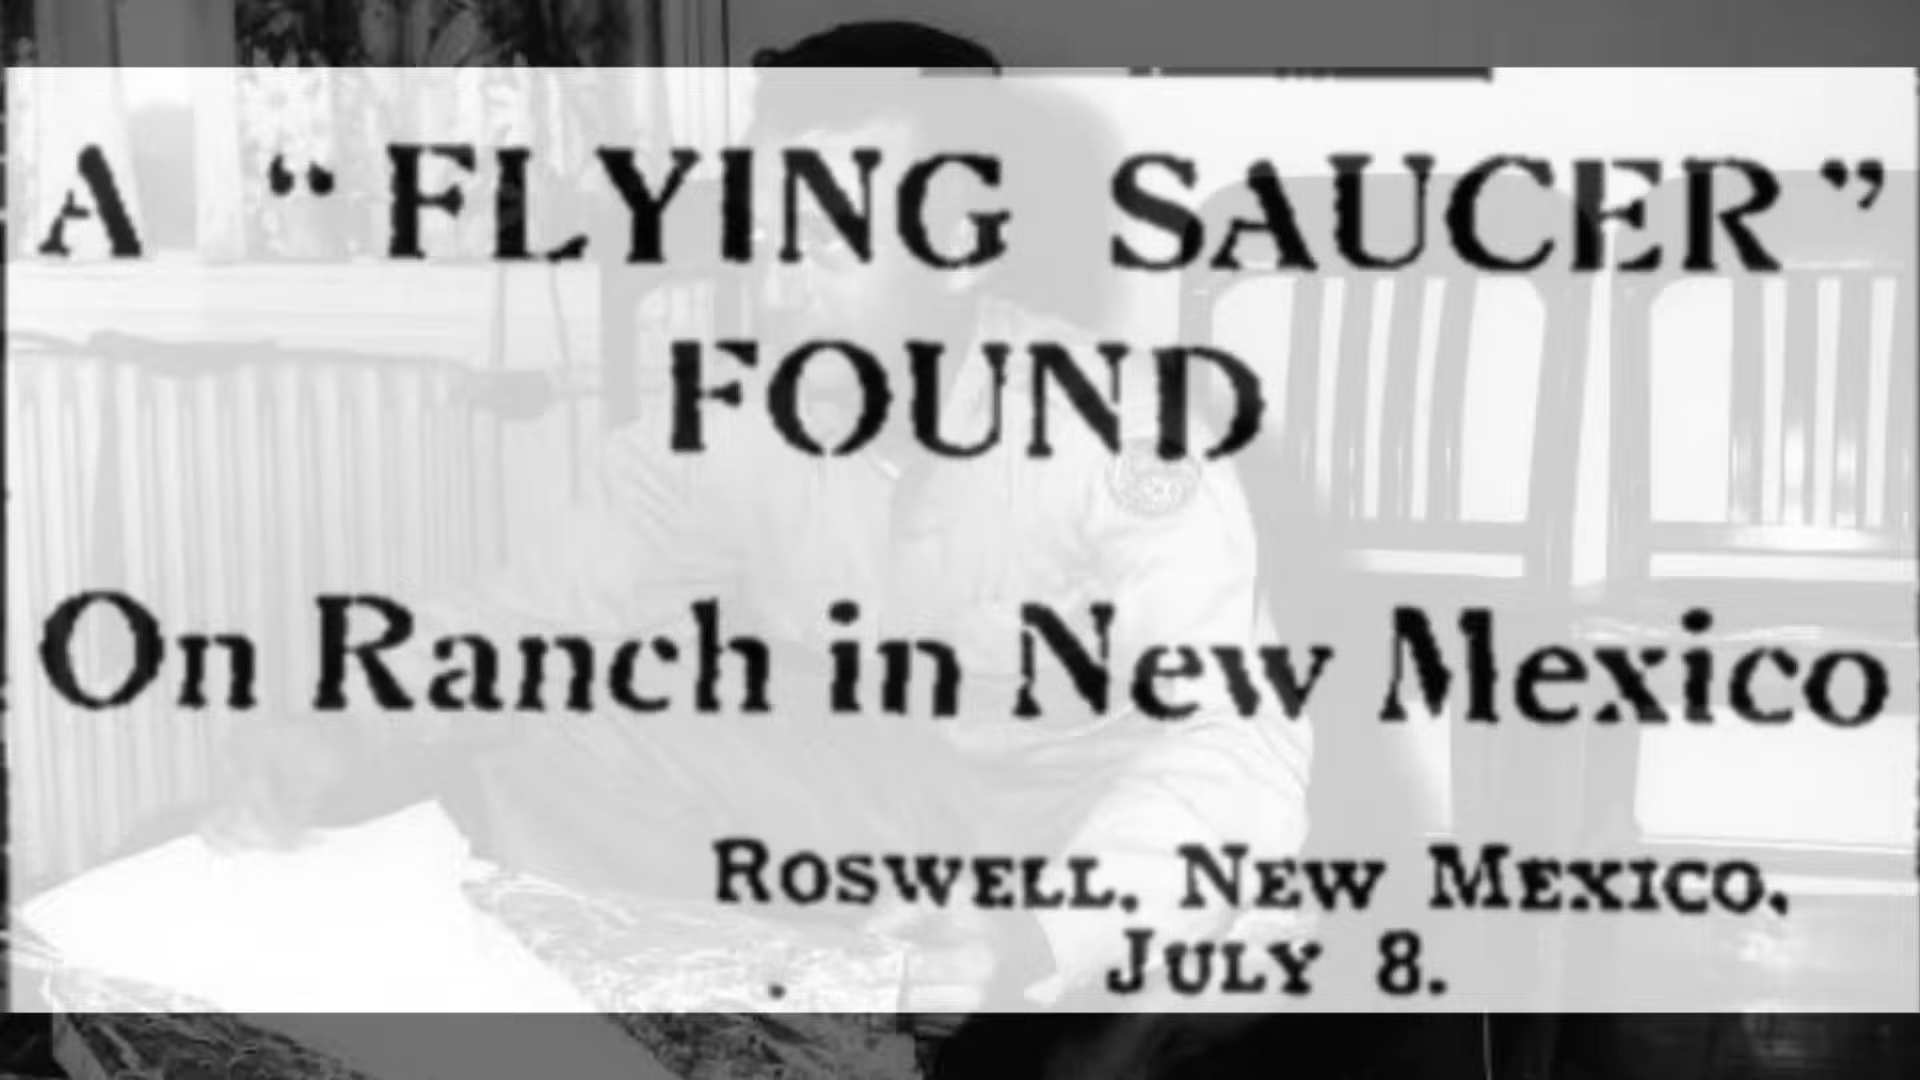 A “FLYING SAUCER”
FOUND
On Ranch in New Mexico
ROSWELL, NEW MEXICO,
JULY 8.